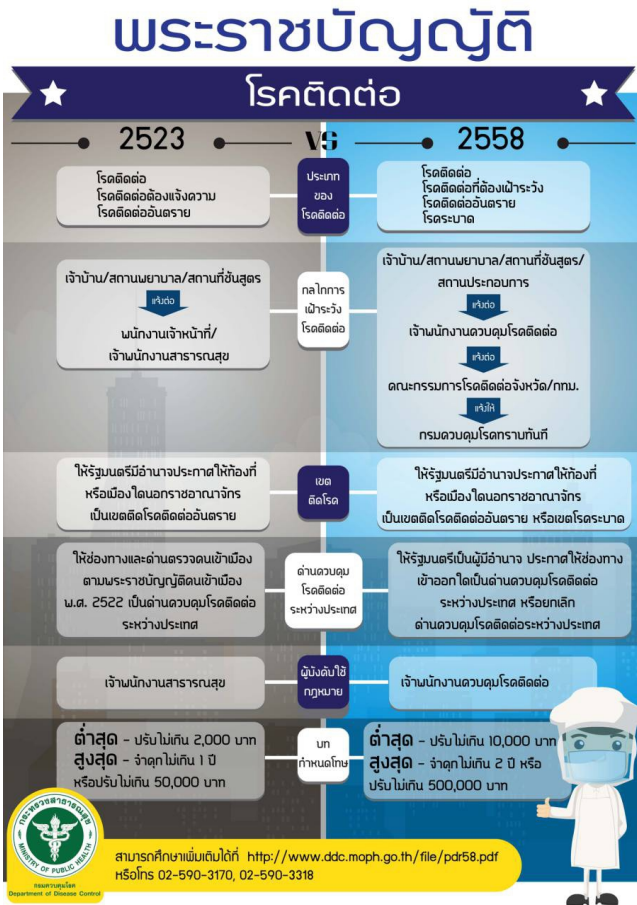 พระราชบัญญัติ
โรคติดต่อ
2523
VS
2558
โรคติดต่อ
โรคติดต่อต้องแจ้งความ
โรคติดต่ออันตราย
ประเภท
ของ
โรคติดต่อ
โรคติดต่อ
โรคติดต่อที่ต้องเฝ้าระวัง
โรคติดต่ออันตราย
โรคระบาด
เจ้าบ้าน/สถานพยาบาล/สถานที่ชันสูตร
แจ้งต่อ
พนักงานเจ้าหน้าที่/
เจ้าพนักงานสาธารณสุข
กลไกการ
เฝ้าระวัง
โรคติดต่อ
เจ้าบ้าน/สถานพยาบาล/สถานที่ชันสูตร/
สถานประกอบการ
แจ้งต่อ
เจ้าพนักงานควบคุมโรคติดต่อ
แจ้งต่อ
คณะกรรมการโรคติดต่อจังหวัด/กทม.
แจ้งให้
กรมควบคุมโรคทราบทันที
ให้รัฐมนตรีมีอำนาจประกาศให้ท้องที่
หรือเมืองใดนอกราชอาณาจักร
เป็นเขตติดโรคติดต่ออันตราย
เขต
ติดโรค
ให้รัฐมนตรีมีอำนาจประกาศให้ท้องที่
หรือเมืองใดนอกราชอาณาจักร
เป็นเขตติดโรคติดต่ออันตราย หรือเขตโรคระบาด
ให้ช่องทางและด่านตรวจคนเข้าเมือง
ตามพระราชบัญญัติคนเข้าเมือง
พ.ศ. 2522 เป็นด่านควบคุมโรคติดต่อ
ระหว่างประเทศ
ด่านควบคุม
โรคติดต่อ
ระหว่างประเทศ
ให้รัฐมนตรีเป็นผู้มีอำนาจ ประกาศให้ช่องทาง
เข้าออกใดเป็นด่านควบคุมโรคติดต่อ
ระหว่างประเทศ หรือยกเลิก
ด่านควบคุมโรคติดต่อระหว่างประเทศ
เจ้าพนักงานสาธารณสุข
ผู้บังคับใช้
กฎหมาย
เจ้าพนักงานควบคุมโรคติดต่อ
ต่ำสุด - ปรับไม่เกิน 2,000 บาท
สูงสุด - จำคุกไม่เกิน 1 ปี
หรือปรับไม่เกิน 50,000 บาท
บท
กำหนดโทษ
ต่ำสุด - ปรับไม่เกิน 10,000 บาท
สูงสุด - จำคุกไม่เกิน 2 ปี หรือ
ปรับไม่เกิน 500,000 บาท
กระทรวงสาธารณสุข
MINISTRY OF PUBLIC HEALTH
กรมควบคุมโรค
Department of Disease Control
สามารถศึกษาเพิ่มเติมได้ที่ http://www.ddc.moph.go.th/file/pdr58.pdf
หรือโทร 02-590-3170, 02-590-3318